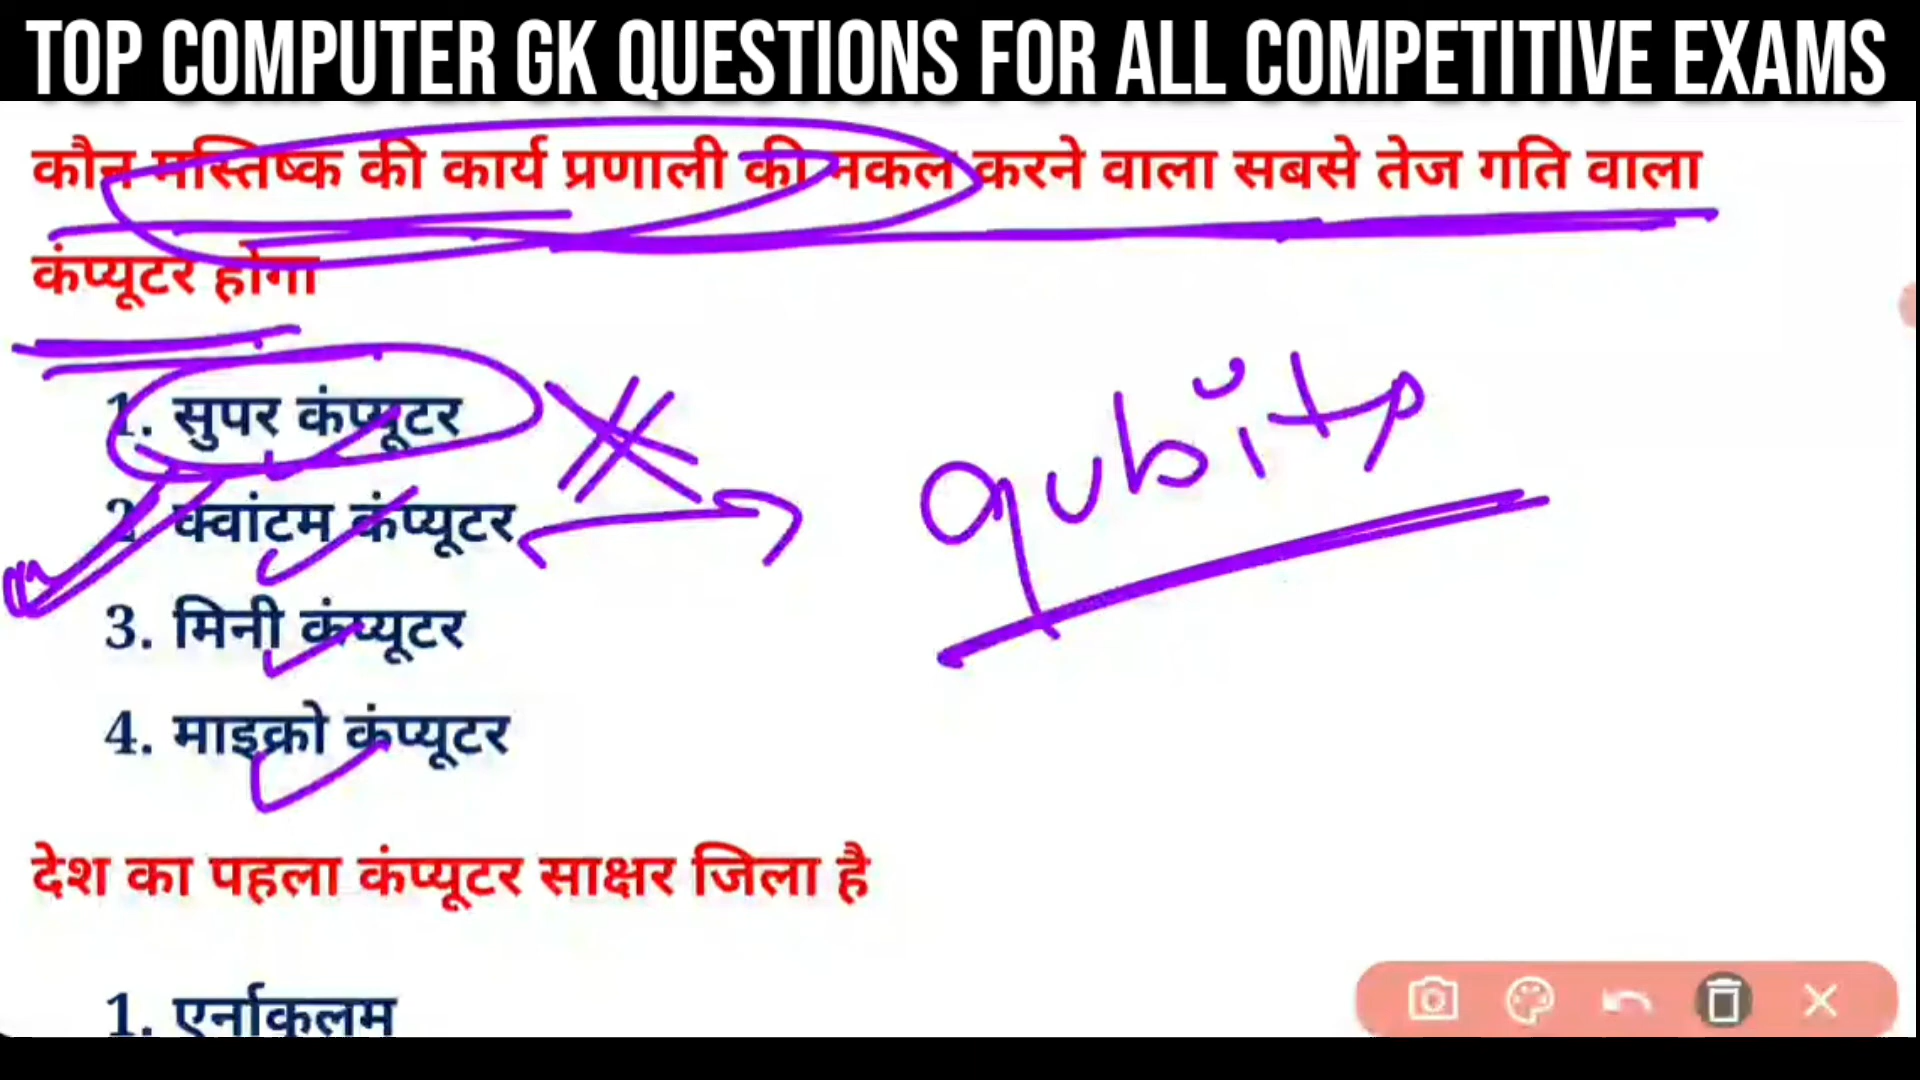 TOP COMPUTER GK QUESTIONS FOR ALL COMPETITIVE EXAMS
कौन मस्तिष्क की कार्य प्रणाली की नकल करने वाला सबसे तेज गति वाला
कंप्यूटर होगा
1. सुपर कंप्यूटर
2. क्वांटम कंप्यूटर
qubits
3. मिनी कंप्यूटर
4. माइक्रो कंप्यूटर
देश का पहला कंप्यूटर साक्षर जिला है
1. एर्नाकुलम